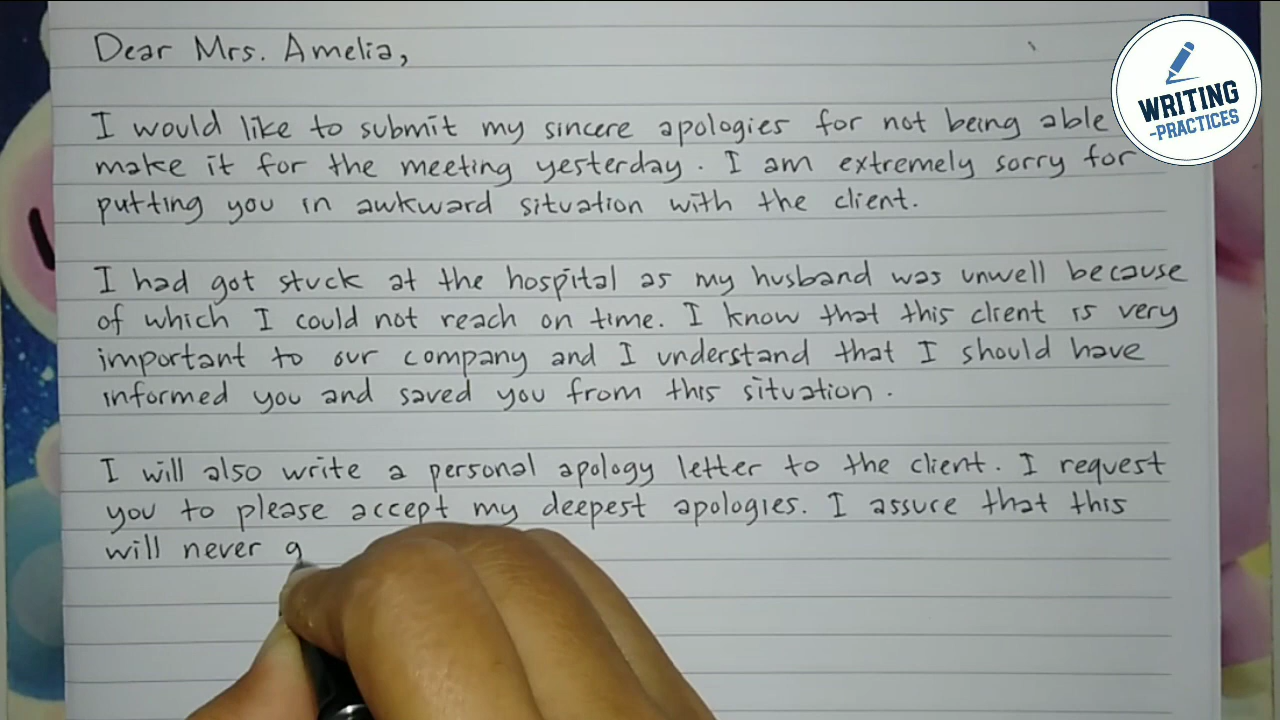 Dear Mrs. Amelia,
I would like to submit my sincere apologies for not being able
make it for the meeting yesterday. I am extremely sorry for
putting you in awkward situation with the client.
I had got stuck at the hospital as my husband was unwell because
of which I could not reach on time. I know that this client is very
important to our company and I understand that I should have
informed you and saved you from this situation.
I will also write a personal apology letter to the client. I request
you to please accept my deepest apologies. I assure that this
will never g
WRITING
-PRACTICES